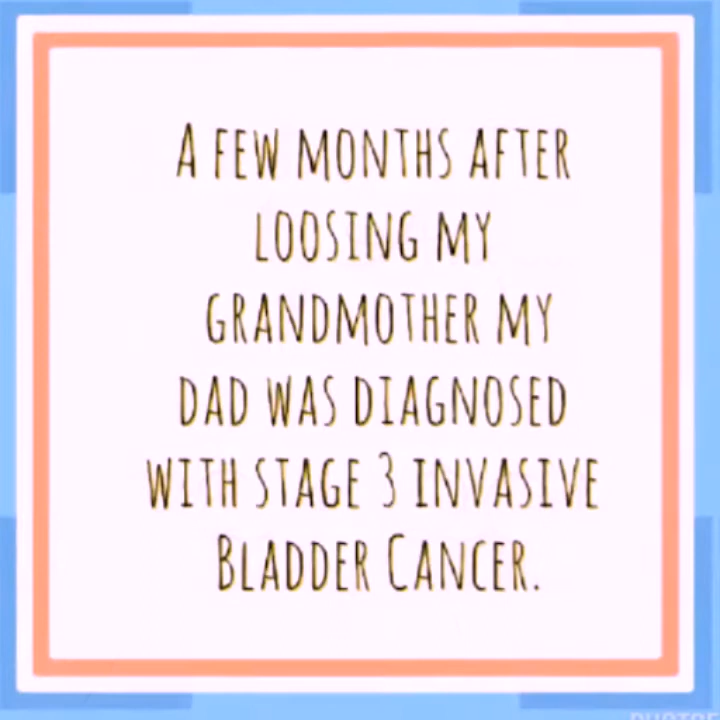 A FEW MONTHS AFTER
LOOSING MY
GRANDMOTHER MY
DAD WAS DIAGNOSED
WITH STAGE 3 INVASIVE
BLADDER CANCER.